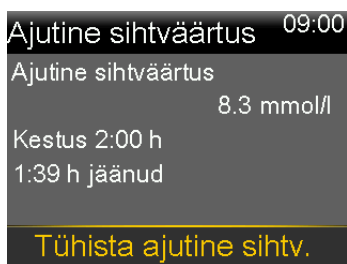 Ajutine sihtväärtus 09:00
Ajutine sihtväärtus
8.3 mmol/l
Kestus 2:00 h
1:39 h jäänud
Tühista ajutine sihtv.